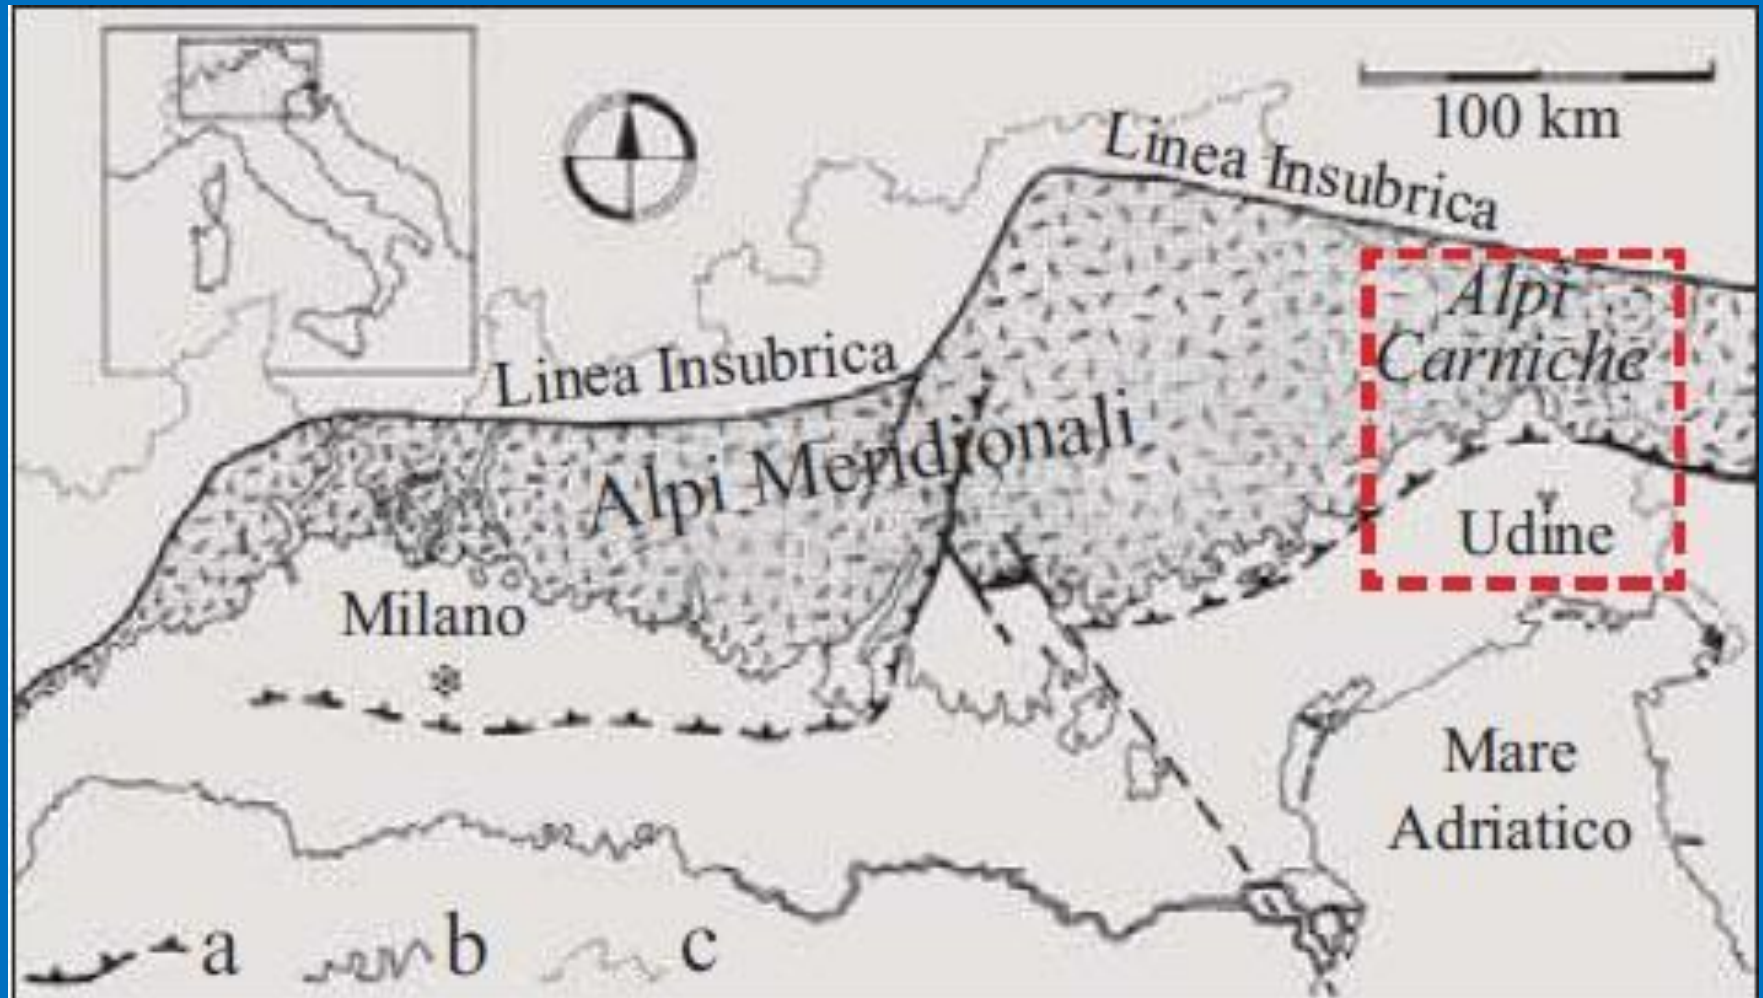 100 km
Linea Insubrica
Alpi
Carniche
Linea Insubrica
Alpi Meridionali
Udine
Milano
Mare
Adriatico
a
b
c